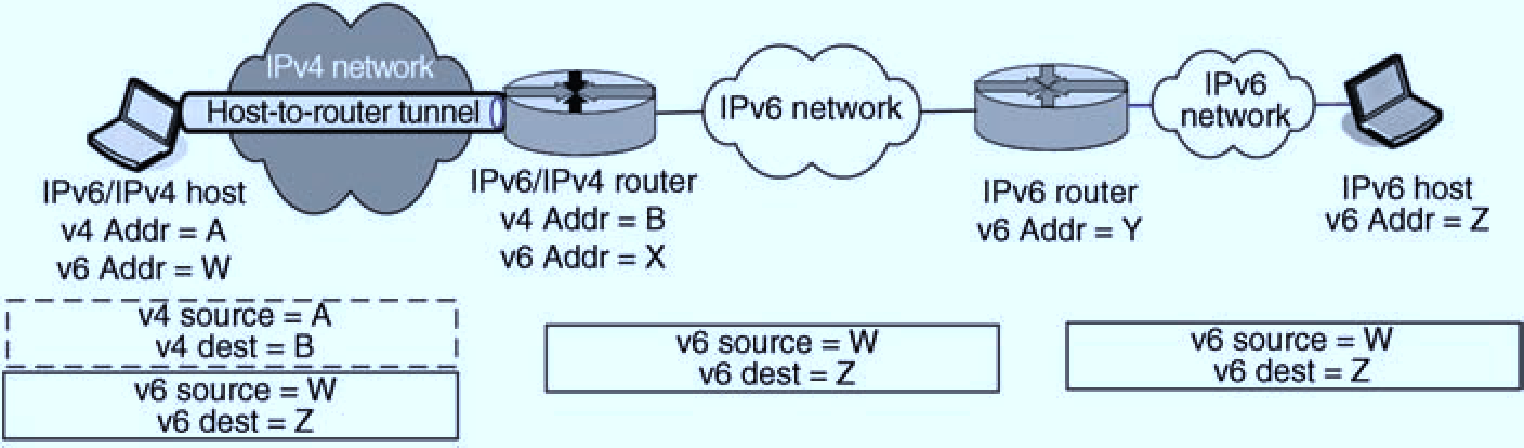 IPv4 network
Host-to-router tunnel
IPv6 network
IPv6
network
IPv6/IPv4 host
v4 Addr = A
v6 Addr = W
IPv6/IPv4 router
v4 Addr = B
v6 Addr = X
IPv6 router
v6 Addr = Y
IPv6 host
v6 Addr = Z
v4 source = A
v4 dest = B
v6 source = W
v6 dest = Z
v6 source = W
v6 dest = Z
v6 source = W
v6 dest = Z